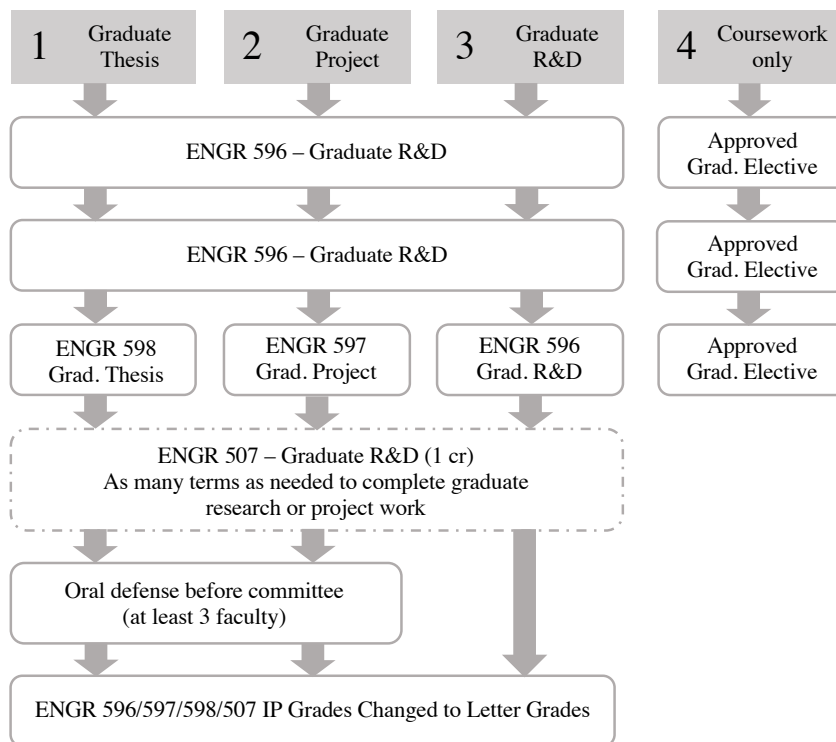 1 Graduate Thesis
2 Graduate Project
3 Graduate R&D
4 Coursework only
ENGR 596 – Graduate R&D
Approved
Grad. Elective
ENGR 596 – Graduate R&D
Approved
Grad. Elective
ENGR 598
Grad. Thesis
ENGR 597
Grad. Project
ENGR 596
Grad. R&D
Approved
Grad. Elective
ENGR 507 – Graduate R&D (1 cr)
As many terms as needed to complete graduate
research or project work
Oral defense before committee
(at least 3 faculty)
ENGR 596/597/598/507 IP Grades Changed to Letter Grades